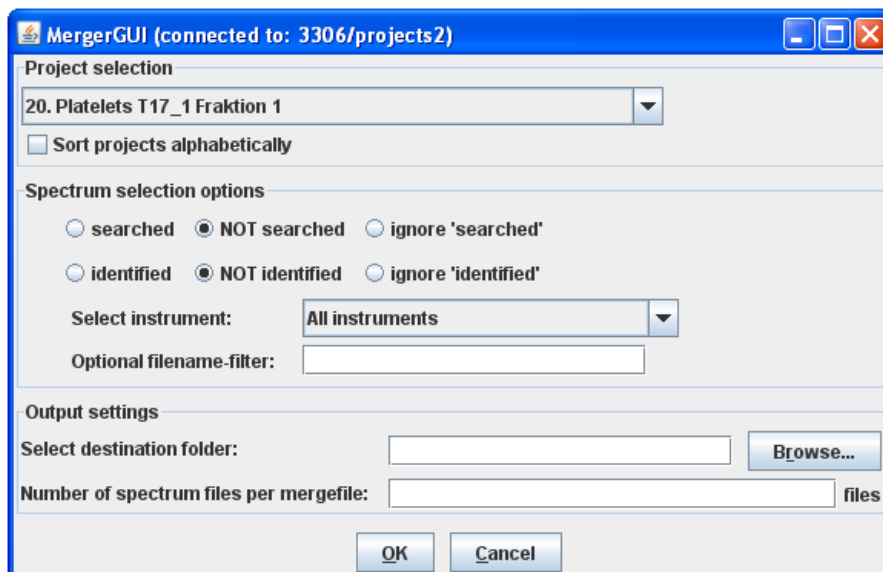 MergerGUI (connected to: 3306/projects2)
Project selection
20. Platelets T17_1 Fraktion 1
Sort projects alphabetically
Spectrum selection options
searched NOT searched ignore 'searched'
identified NOT identified ignore 'identified'
Select instrument: All instruments
Optional filename-filter:
Output settings
Select destination folder: Browse...
Number of spectrum files per mergefile: files
OK Cancel